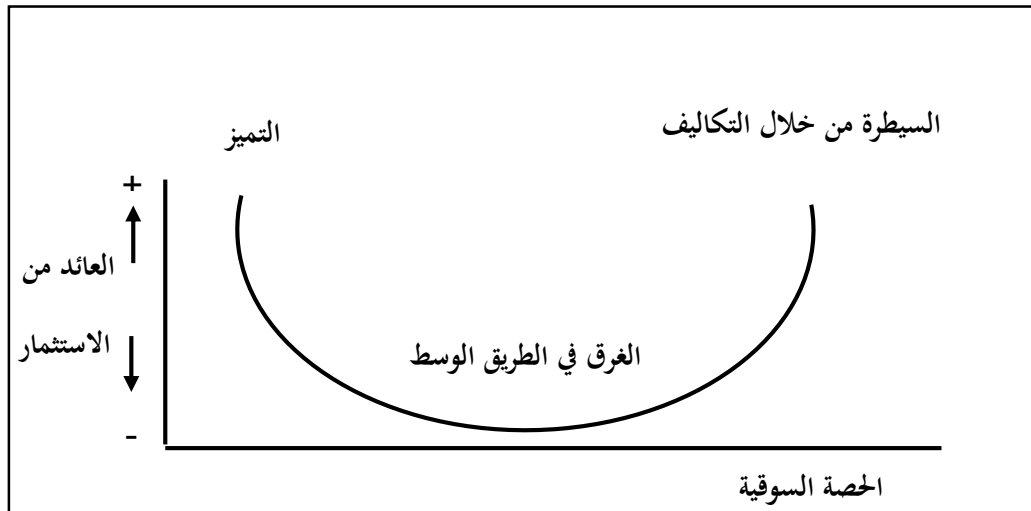 السيطرة من خلال التكاليف
التميز
+
العائد من
الاستثمار
الغرق في الطريق الوسط
-
الحصة السوقية